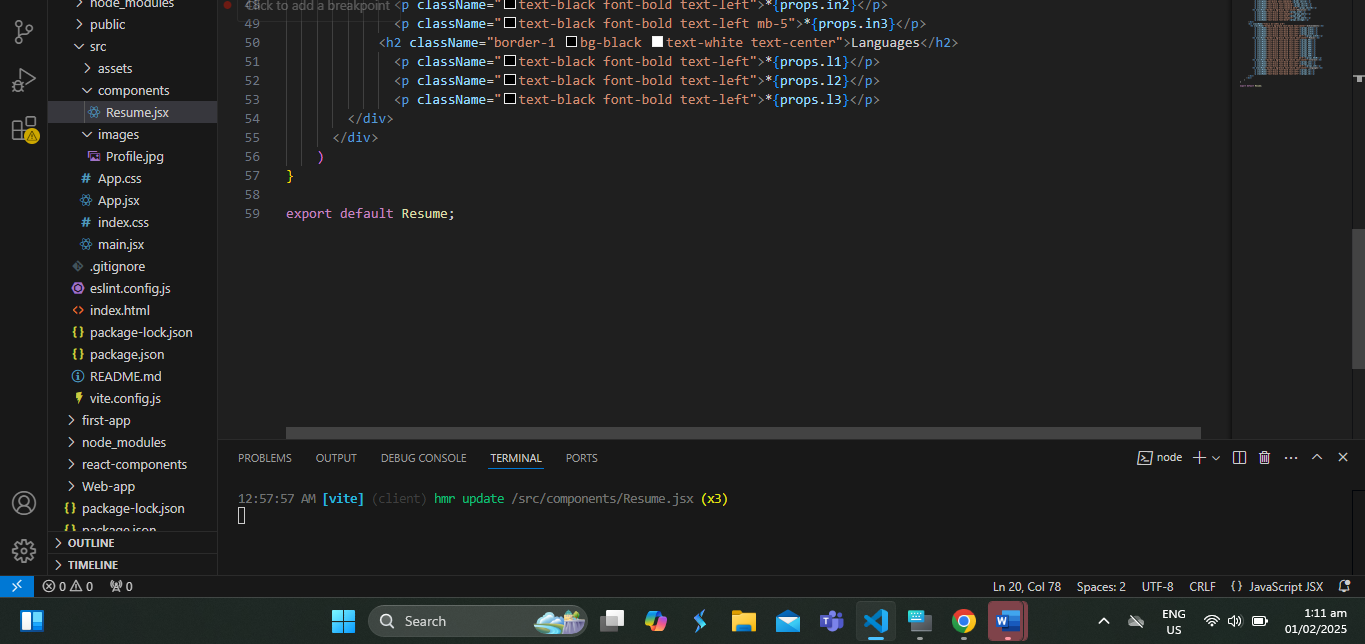 node_modules
public
src
assets
components
Resume.jsx
images
Profile.jpg
App.css
App.jsx
index.css
main.jsx
.gitignore
eslint.config.js
index.html
package-lock.json
package.json
README.md
vite.config.js
first-app
node_modules
react-components
Web-app
package-lock.json
package.json
OUTLINE
TIMELINE
Click to add a breakpoint
48 <p className="text-black font-bold text-left">*{props.in2}</p>
49 <p className="text-black font-bold text-left mb-5">*{props.in3}</p>
50 <h2 className="border-1 bg-black text-white text-center">Languages</h2>
51 <p className="text-black font-bold text-left">*{props.l1}</p>
52 <p className="text-black font-bold text-left">*{props.l2}</p>
53 <p className="text-black font-bold text-left">*{props.l3}</p>
54 </div>
55 </div>
56 )
57 }
58
59 export default Resume;
PROBLEMS OUTPUT DEBUG CONSOLE TERMINAL PORTS node
12:57:57 AM [vite] (client) hmr update /src/components/Resume.jsx (x3)
0 0 0 Ln 20, Col 78 Spaces: 2 UTF-8 CRLF {} JavaScript JSX
Search ENG 1:11 am
US 01/02/2025